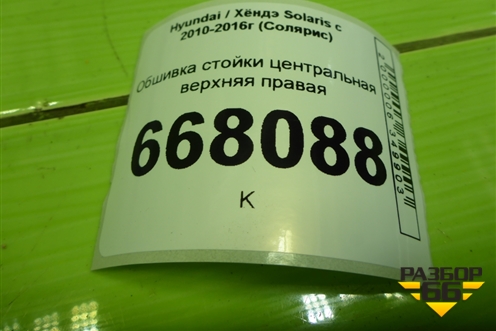 Hyundai / Хёндэ Solaris с
2010-2016г (Солярис)
Обшивка стойки центральная
верхняя правая
668088
К
РАЗБОР
66